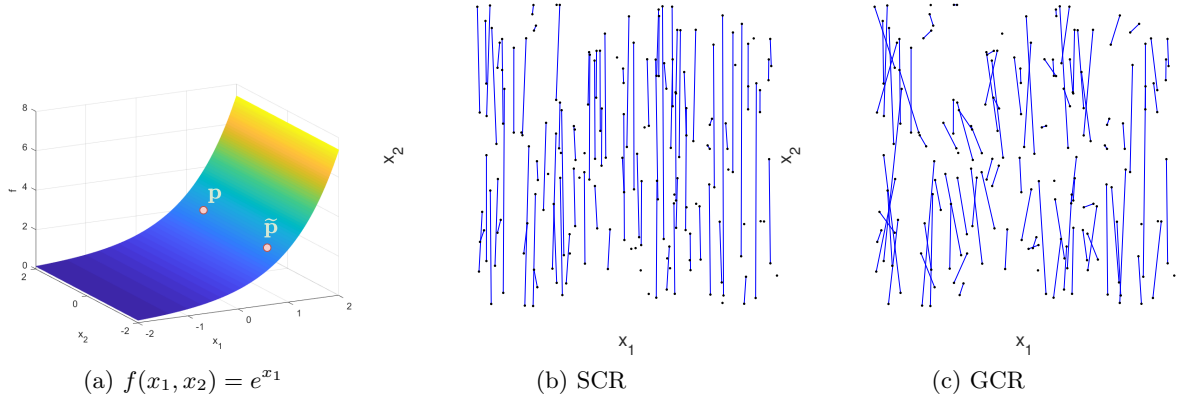 8
6
4
2
0
f
p
p̃
2
0
-2
x₂
-2
-1
0
1
2
x₁
(a) f(x₁, x₂) = eˣ¹
x₂
x₁
(b) SCR
x₂
x₁
(c) GCR